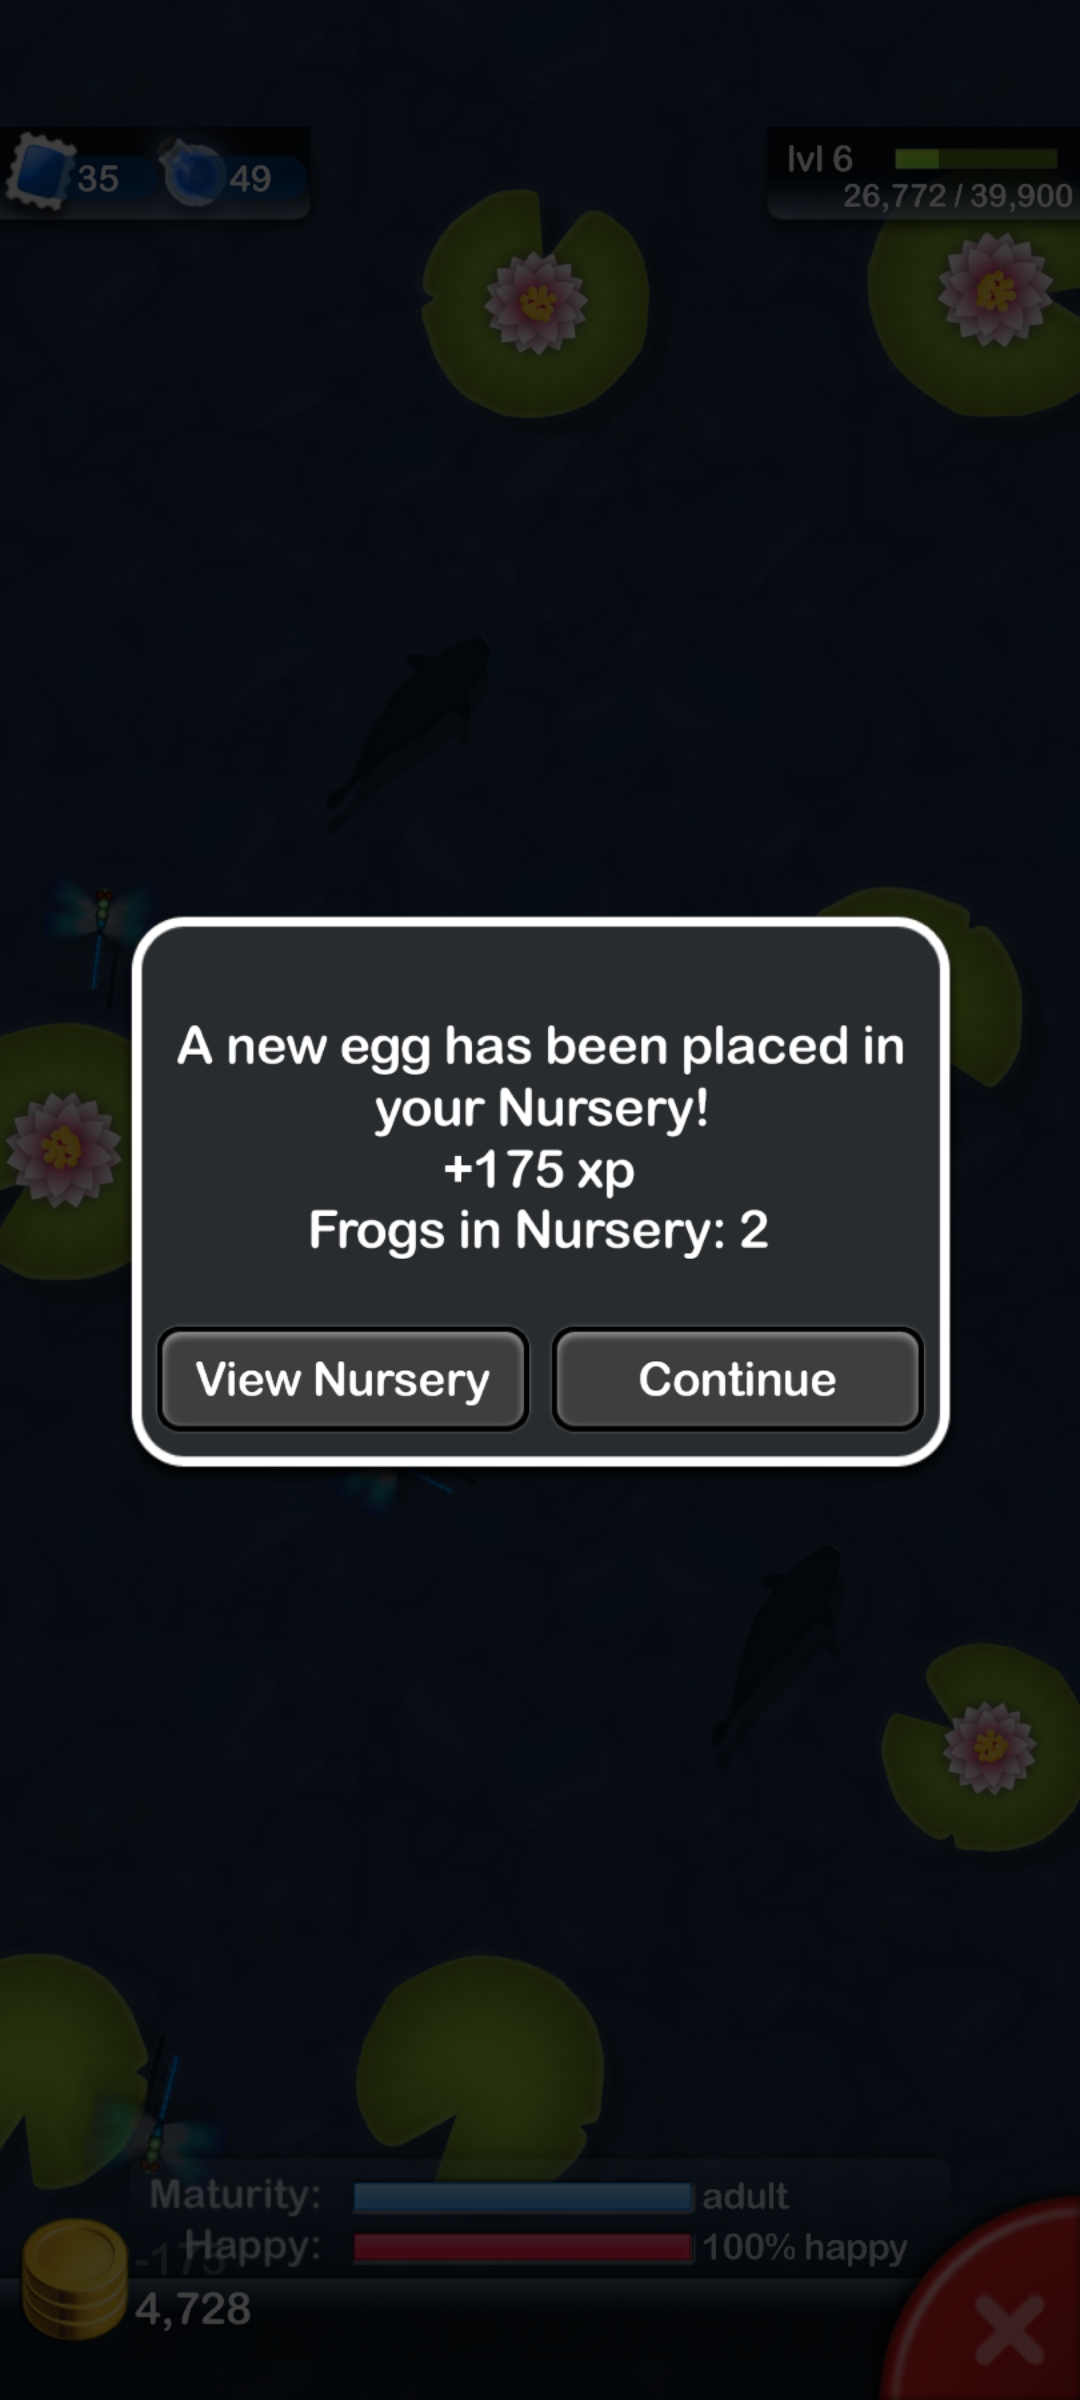 35
49
lvl 6
26,772 / 39,900
A new egg has been placed in
your Nursery!
+175 xp
Frogs in Nursery: 2
View Nursery
Continue
Maturity:
adult
Happy:
100% happy
-175
4,728